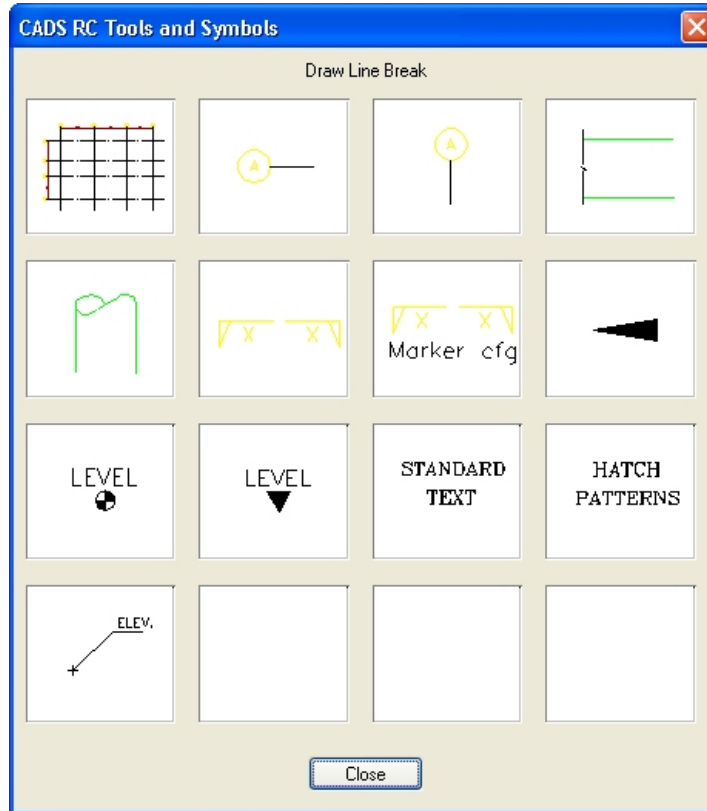 CADS RC Tools and Symbols
Draw Line Break
A
A
X X
X X
Marker cfg
LEVEL
LEVEL
STANDARD
TEXT
HATCH
PATTERNS
ELEV.
Close